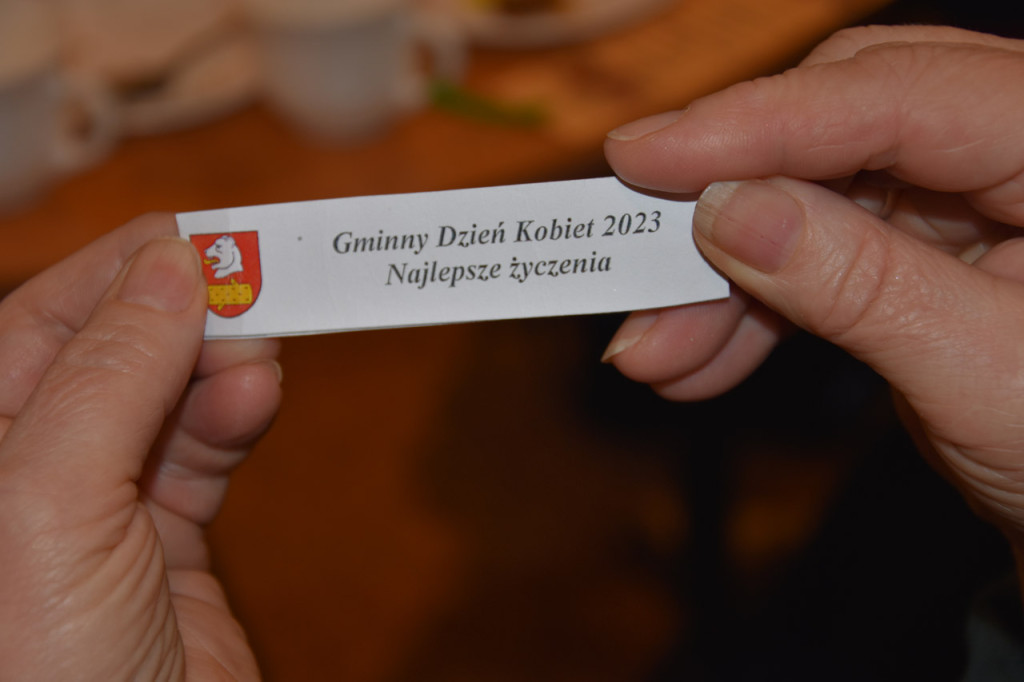 Gminny Dzień Kobiet 2023
Najlepsze życzenia